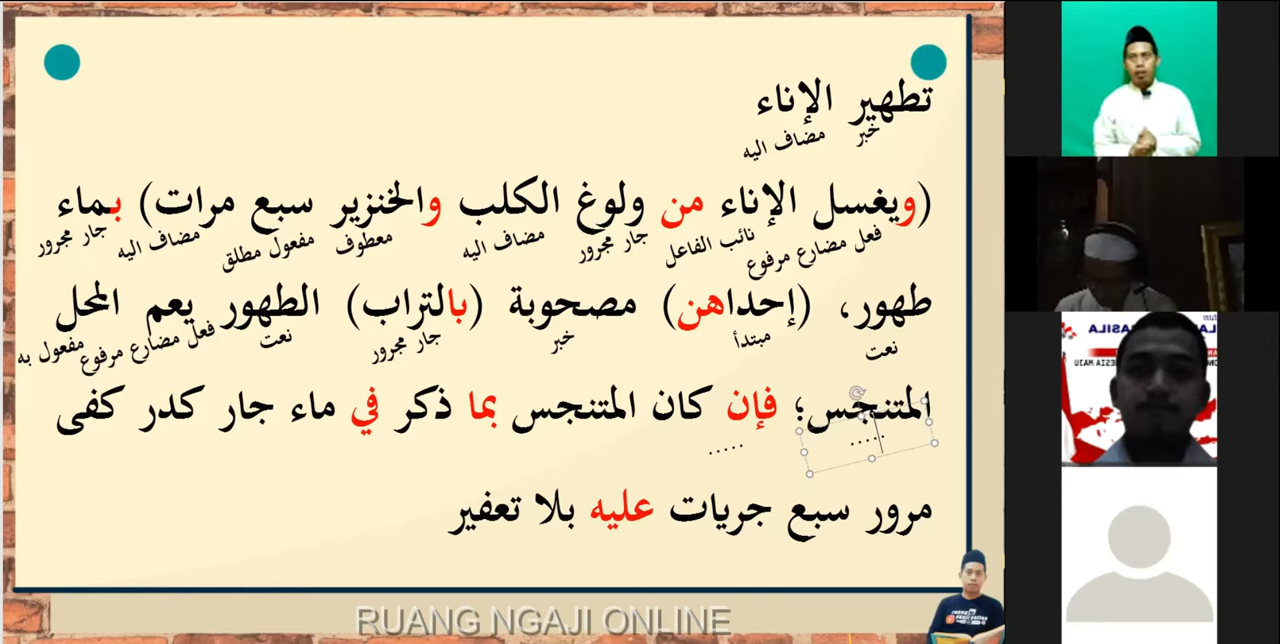 تطهير الإناء
خبر مضاف اليه
(ويغسل الإناء من ولوغ الكلب والخنزير سبع مرات) بماء
فعل مضارع مرفوع نائب الفاعل جار مجرور مضاف اليه معطوف مفعول مطلق مضاف اليه جار مجرور
طهور، (إحداهن) مصحوبة (بالتراب) الطهور يعم المحل
نعت مبتدأ خبر جار مجرور نعت فعل مضارع مرفوع مفعول به
المتنجس؛ فإن كان المتنجس بما ذكر في ماء جار كدر كفى
..... .....
مرور سبع جريات عليه بلا تعفير
RUANG NGAJI ONLINE